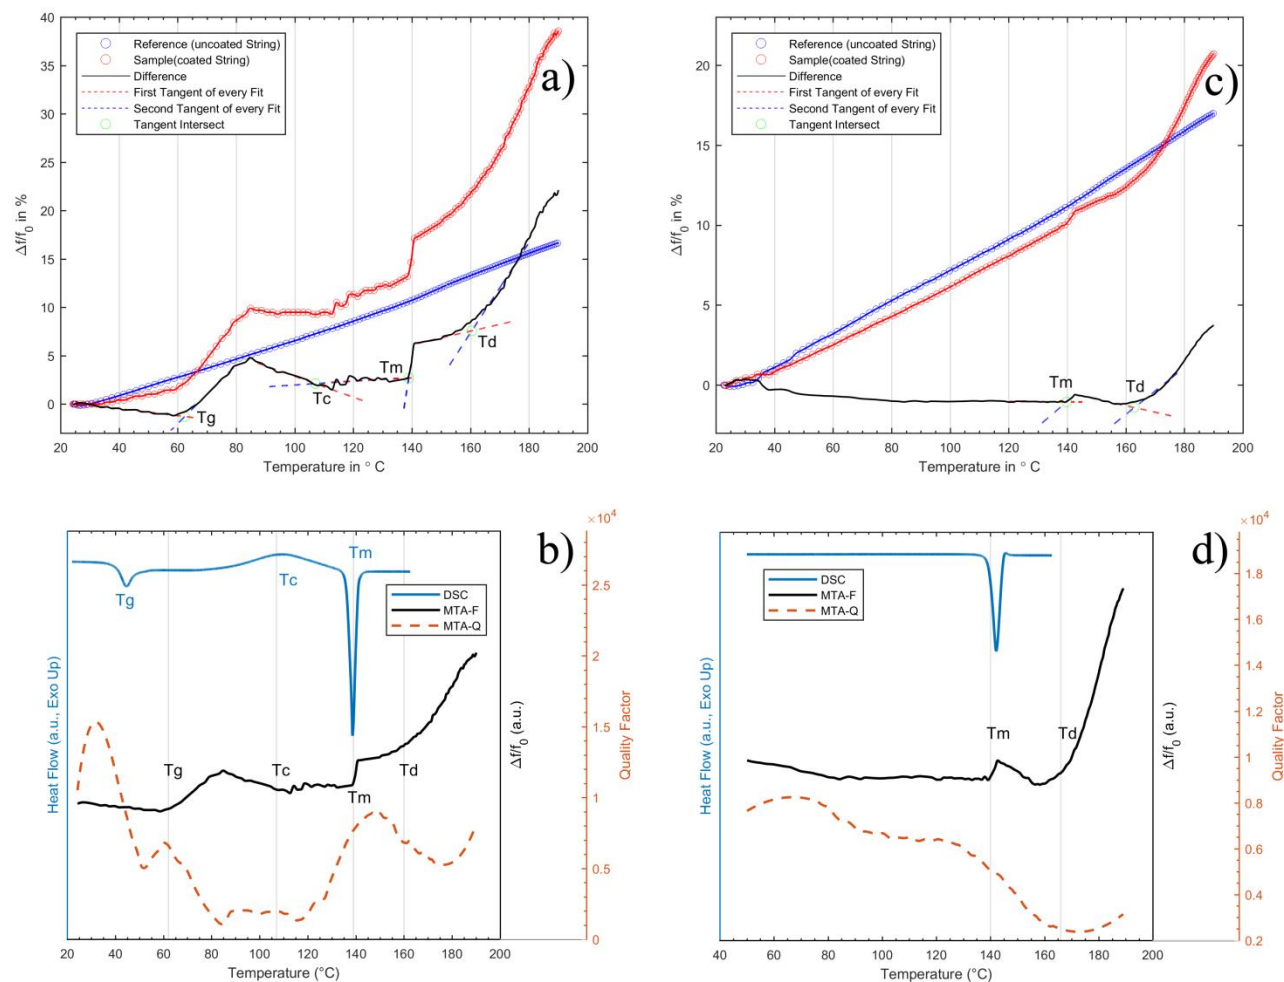 40
35
30
25
20
15
10
5
0
Δf/f0 in %
Reference (uncoated String)
Sample(coated String)
Difference
First Tangent of every Fit
Second Tangent of every Fit
Tangent Intersect
a)
Tg
Tc
Tm
Td
20 40 60 80 100 120 140 160 180 200
Temperature in ° C
20
15
10
5
0
Δf/f0 in %
Reference (uncoated String)
Sample(coated String)
Difference
First Tangent of every Fit
Second Tangent of every Fit
Tangent Intersect
c)
Tm
Td
20 40 60 80 100 120 140 160 180 200
Temperature in ° C
Heat Flow (a.u., Exo Up)
b)
Tg
Tc
Tm
DSC
MTA-F
MTA-Q
Tg
Tc
Tm
Td
20 40 60 80 100 120 140 160 180 200
Temperature (°C)
Δf/f0 (a.u.)
Quality Factor
×10^4
2.5
2
1.5
1
0.5
0
Heat Flow (a.u., Exo Up)
d)
DSC
MTA-F
MTA-Q
Tm
Td
40 60 80 100 120 140 160 180 200
Temperature (°C)
Δf/f0 (a.u.)
Quality Factor
×10^4
1.8
1.6
1.4
1.2
1
0.8
0.6
0.4
0.2